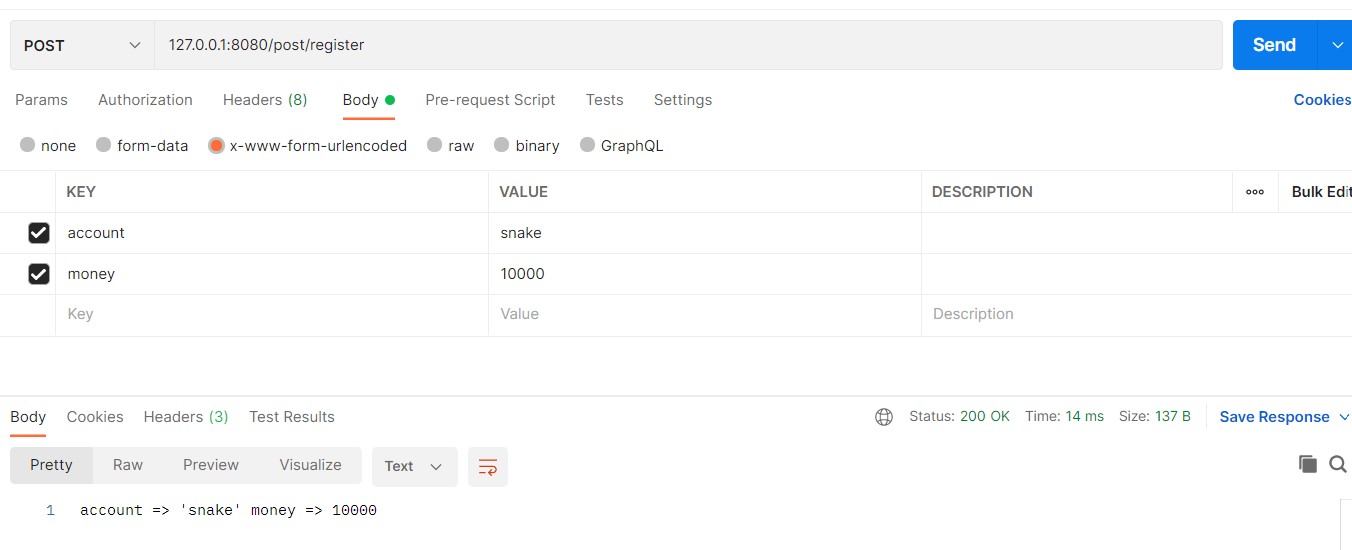 POST 127.0.0.1:8080/post/register Send
Params Authorization Headers (8) Body Pre-request Script Tests Settings Cookies
none form-data x-www-form-urlencoded raw binary GraphQL
KEY VALUE DESCRIPTION ooo Bulk Edit
account snake
money 10000
Key Value Description
Body Cookies Headers (3) Test Results Status: 200 OK Time: 14 ms Size: 137 B Save Response
Pretty Raw Preview Visualize Text
1 account => 'snake' money => 10000